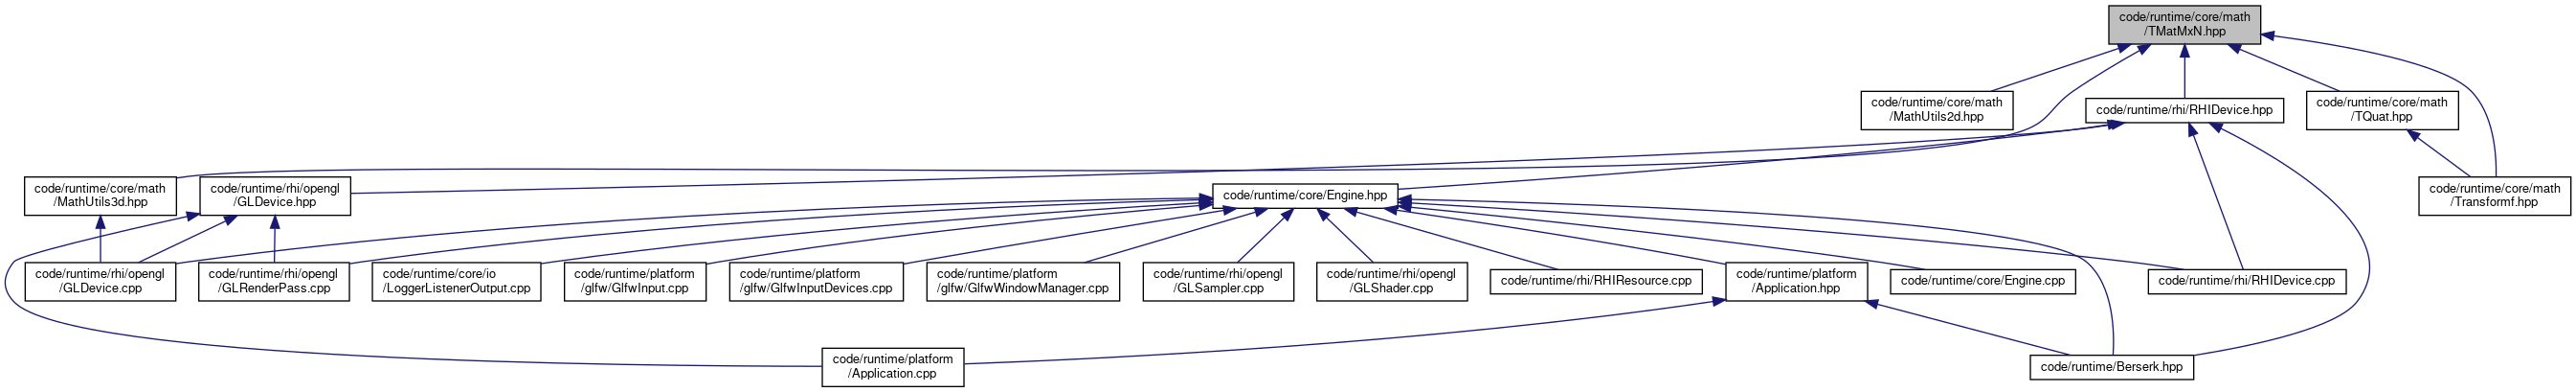 code/runtime/core/math
/TMatMxN.hpp
code/runtime/core/math
/MathUtils2d.hpp
code/runtime/rhi/RHIDevice.hpp
code/runtime/core/math
/TQuat.hpp
code/runtime/core/math
/MathUtils3d.hpp
code/runtime/rhi/opengl
/GLDevice.hpp
code/runtime/core/Engine.hpp
code/runtime/core/math
/Transformf.hpp
code/runtime/rhi/opengl
/GLDevice.cpp
code/runtime/rhi/opengl
/GLRenderPass.cpp
code/runtime/core/io
/LoggerListenerOutput.cpp
code/runtime/platform
/glfw/GlfwInput.cpp
code/runtime/platform
/glfw/GlfwInputDevices.cpp
code/runtime/platform
/glfw/GlfwWindowManager.cpp
code/runtime/rhi/opengl
/GLSampler.cpp
code/runtime/rhi/opengl
/GLShader.cpp
code/runtime/rhi/RHIResource.cpp
code/runtime/platform
/Application.hpp
code/runtime/core/Engine.cpp
code/runtime/rhi/RHIDevice.cpp
code/runtime/platform
/Application.cpp
code/runtime/Berserk.hpp